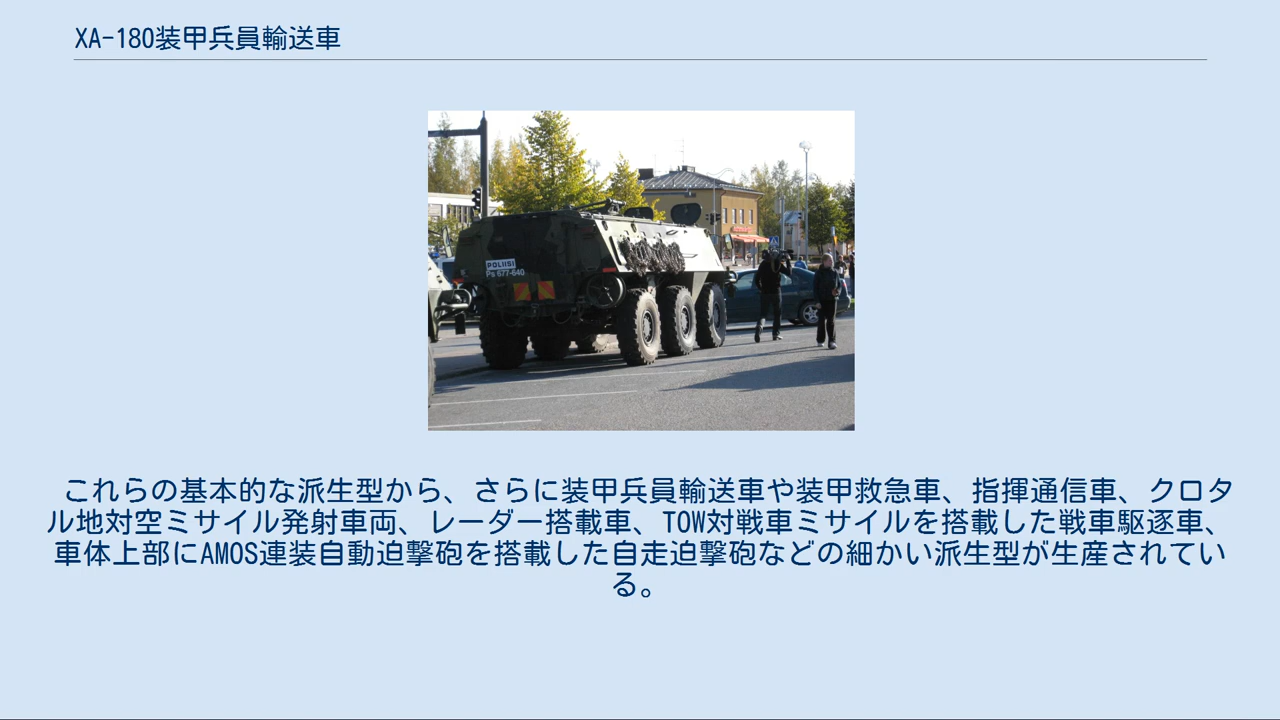 XA-180装甲兵員輸送車
POLIISI
Ps 677-640
これらの基本的な派生型から、さらに装甲兵員輸送車や装甲救急車、指揮通信車、クロタ
ル地対空ミサイル発射車両、レーダー搭載車、TOW対戦車ミサイルを搭載した戦車駆逐車、
車体上部にAMOS連装自動迫撃砲を搭載した自走迫撃砲などの細かい派生型が生産されてい
る。